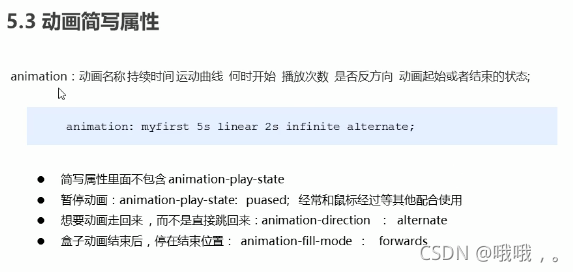 5.3 动画简写属性
animation：动画名称 持续时间 运动曲线 何时开始 播放次数 是否反方向 动画起始或者结束的状态;
animation: myfirst 5s linear 2s infinite alternate;
● 简写属性里面不包含 animation-play-state
● 暂停动画：animation-play-state: puased; 经常和鼠标经过等其他配合使用
● 想要动画走回来 ，而不是直接跳回来：animation-direction ： alternate
● 盒子动画结束后，停在结束位置： animation-fill-mode ： forwards
CSDN @哦哦，。